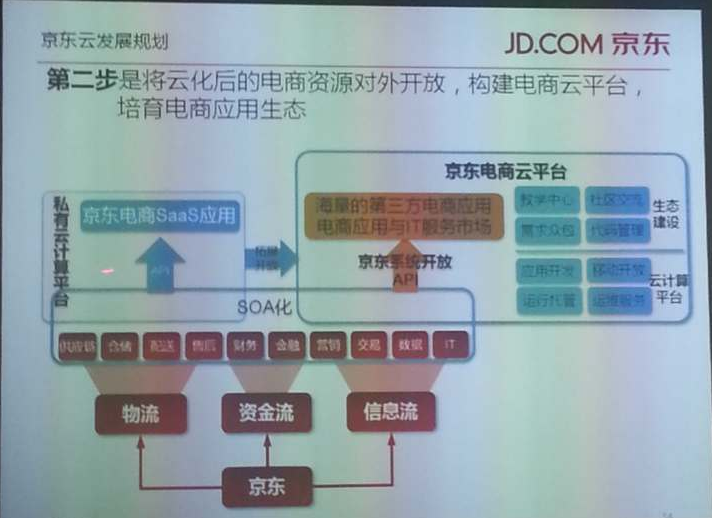 京东云发展规划
JD.COM 京东
第二步是将云化后的电商资源对外开放，构建电商云平台，
培育电商应用生态
京东电商云平台
私有云计算平台
京东电商SaaS应用
API
拓展
开放
海量的第三方电商应用
电商应用与IT服务市场
京东系统开放
API
教学中心
社区交流
需求众包
代码管理
生态
建设
应用开发
移动开放
运行托管
运维服务
云计算
平台
SOA化
供应链
仓储
配送
售后
财务
金融
营销
交易
数据
IT
物流
资金流
信息流
京东